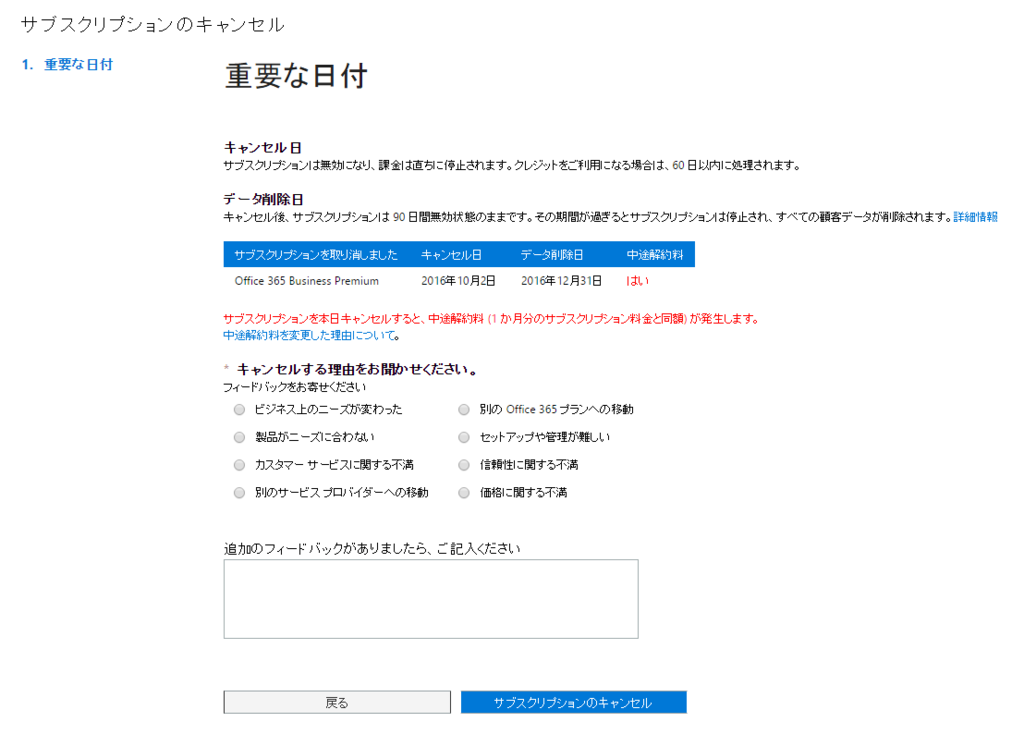 サブスクリプションのキャンセル
1. 重要な日付
重要な日付
キャンセル日
サブスクリプションは無効になり、課金は直ちに停止されます。クレジットをご利用になる場合は、60 日以内に処理されます。
データ削除日
キャンセル後、サブスクリプションは 90 日間無効状態のままです。その期間が過ぎるとサブスクリプションは停止され、すべての顧客データが削除されます。詳細情報
サブスクリプションを取り消しました キャンセル日 データ削除日 中途解約料
Office 365 Business Premium 2016年10月2日 2016年12月31日 はい
サブスクリプションを本日キャンセルすると、中途解約料 (1 か月分のサブスクリプション料金と同額) が発生します。
中途解約料を変更した理由について。
* キャンセルする理由をお聞かせください。
フィードバックをお寄せください
ビジネス上のニーズが変わった 別の Office 365 プランへの移動
製品がニーズに合わない セットアップや管理が難しい
カスタマー サービスに関する不満 信頼性に関する不満
別のサービス プロバイダーへの移動 価格に関する不満
追加のフィードバックがありましたら、ご記入ください
戻る サブスクリプションのキャンセル